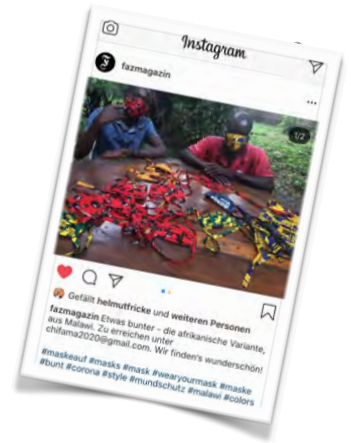 Instagram
fazmagazin
1/2
Gefällt helmutfricke und weiteren Personen
fazmagazin Etwas bunter – die afrikanische Variante,
aus Malawi. Zu erreichen unter
chifama2020@gmail.com. Wir finden's wunderschön!
#maskeauf #masks #mask #wearyourmask #maske
#bunt #corona #style #mundschutz #malawi #colors